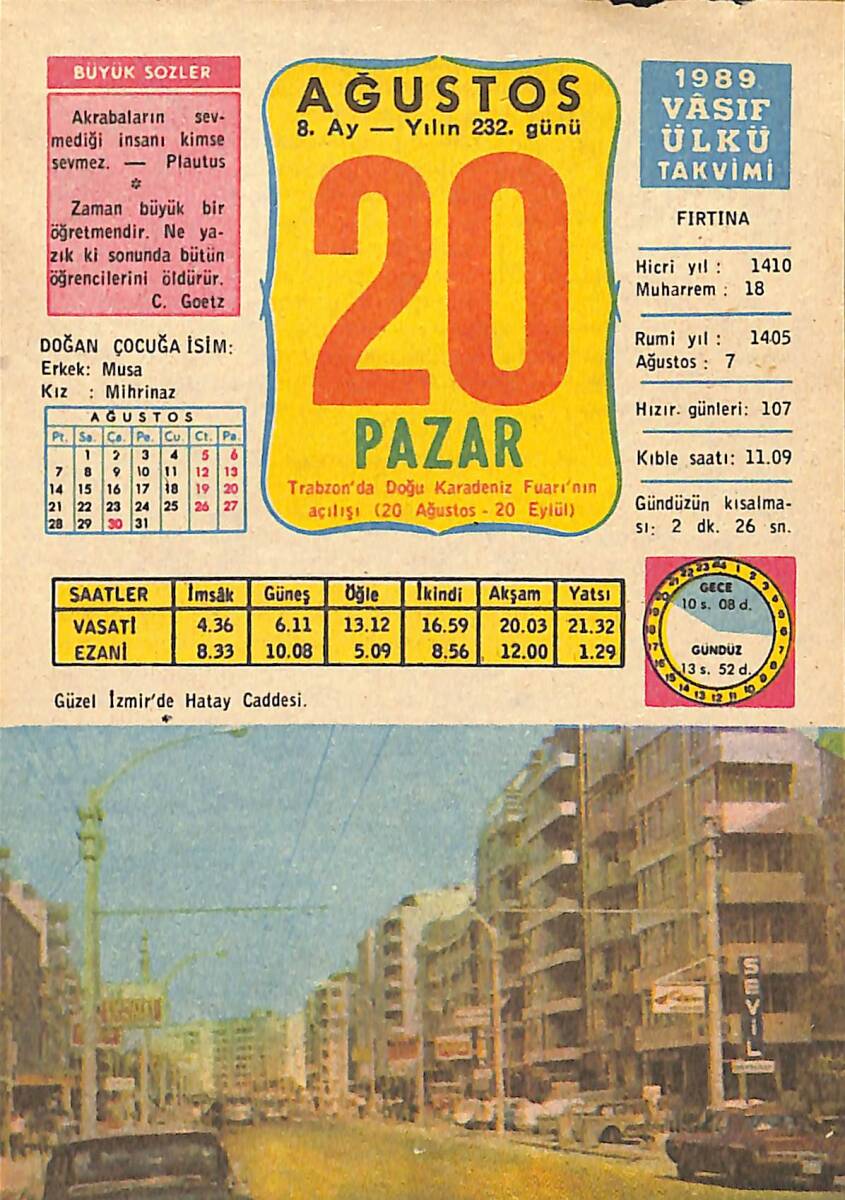 BÜYÜK SOZLER
Akrabaların sev-
mediği insanı kimse
sevmez. — Plautus
*
Zaman büyük bir
öğretmendir. Ne ya-
zık ki sonunda bütün
öğrencilerini öldürür.
C. Goetz
DOĞAN ÇOCUĞA İSİM:
Erkek: Musa
Kız : Mihrinaz
AĞUSTOS
Pt. Sa. Ça. Pe. Cu. Ct. Pa.
1 2 3 4 5 6
7 8 9 10 11 12 13
14 15 16 17 18 19 20
21 22 23 24 25 26 27
28 29 30 31
AĞUSTOS
8. Ay — Yılın 232. günü
20
PAZAR
Trabzon'da Doğu Karadeniz Fuarı'nın
açılışı (20 Ağustos - 20 Eylül)
1989
VÂSIF
ÜLKÜ
TAKVİMİ
FIRTINA
Hicri yıl : 1410
Muharrem : 18
Rumî yıl : 1405
Ağustos : 7
Hızır günleri: 107
Kıble saati: 11.09
Gündüzün kısalma-
sı: 2 dk. 26 sn.
SAATLER İmsâk Güneş Öğle İkindi Akşam Yatsı
VASATİ 4.36 6.11 13.12 16.59 20.03 21.32
EZANİ 8.33 10.08 5.09 8.56 12.00 1.29
GECE
10 s. 08 d.
GÜNDÜZ
13 s. 52 d.
Güzel İzmir'de Hatay Caddesi.
SEVİL